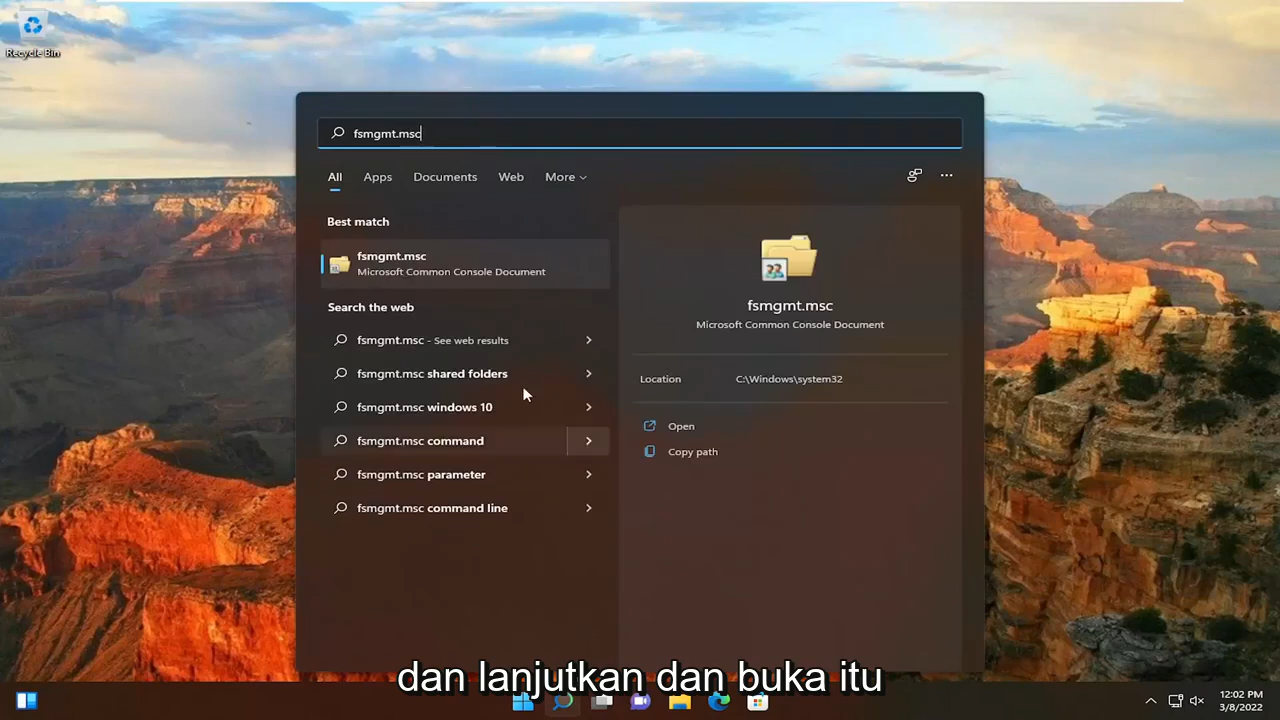 Recycle Bin
fsmgmt.msc
All Apps Documents Web More
Best match
fsmgmt.msc
Microsoft Common Console Document
Search the web
fsmgmt.msc - See web results
fsmgmt.msc shared folders
fsmgmt.msc windows 10
fsmgmt.msc command
fsmgmt.msc parameter
fsmgmt.msc command line
fsmgmt.msc
Microsoft Common Console Document
Location C:\Windows\system32
Open
Copy path
dan lanjutkan dan buka itu
12:02 PM
3/8/2022